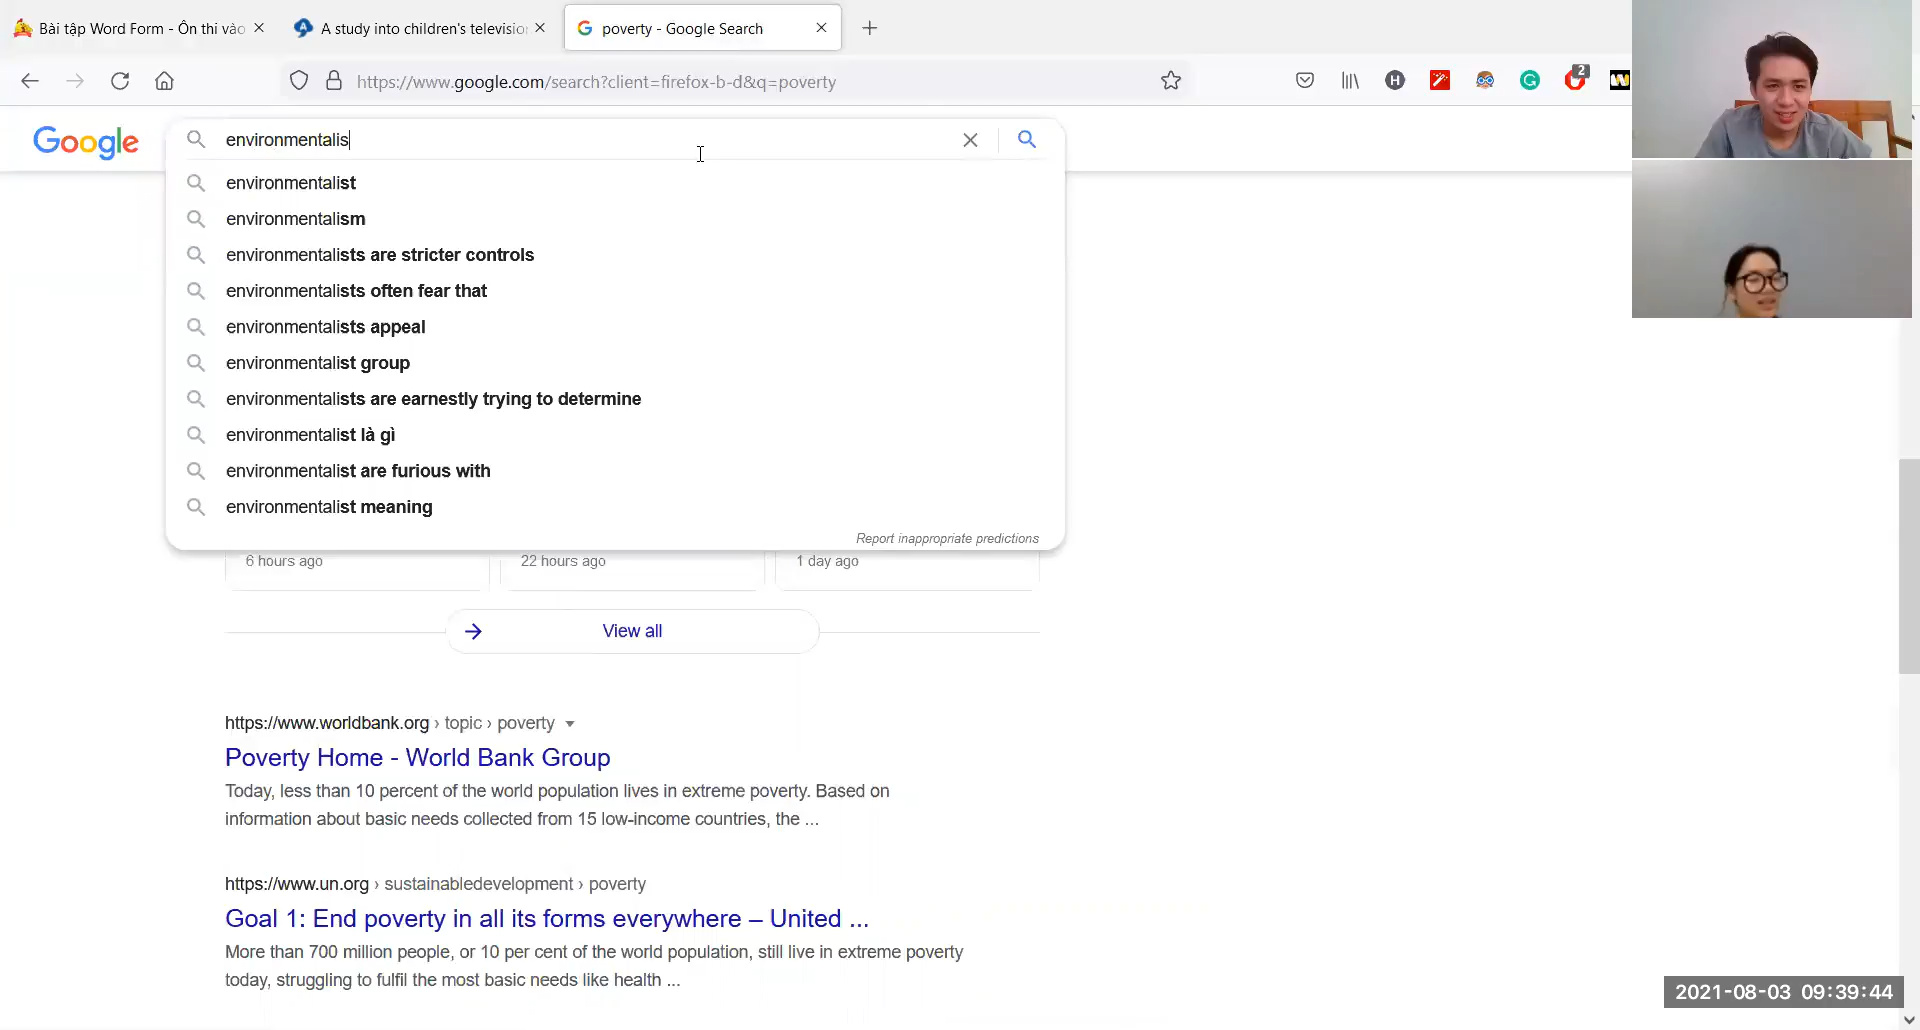 Bài tập Word Form - Ôn thi vào
A study into children's televisio
poverty - Google Search
https://www.google.com/search?client=firefox-b-d&q=poverty
2
Google
environmentalis
environmentalist
environmentalism
environmentalists are stricter controls
environmentalists often fear that
environmentalists appeal
environmentalist group
environmentalists are earnestly trying to determine
environmentalist là gì
environmentalist are furious with
environmentalist meaning
Report inappropriate predictions
6 hours ago
22 hours ago
1 day ago
View all
https://www.worldbank.org › topic › poverty
Poverty Home - World Bank Group
Today, less than 10 percent of the world population lives in extreme poverty. Based on
information about basic needs collected from 15 low-income countries, the ...
https://www.un.org › sustainabledevelopment › poverty
Goal 1: End poverty in all its forms everywhere – United ...
More than 700 million people, or 10 per cent of the world population, still live in extreme poverty
today, struggling to fulfil the most basic needs like health ...
2021-08-03 09:39:44